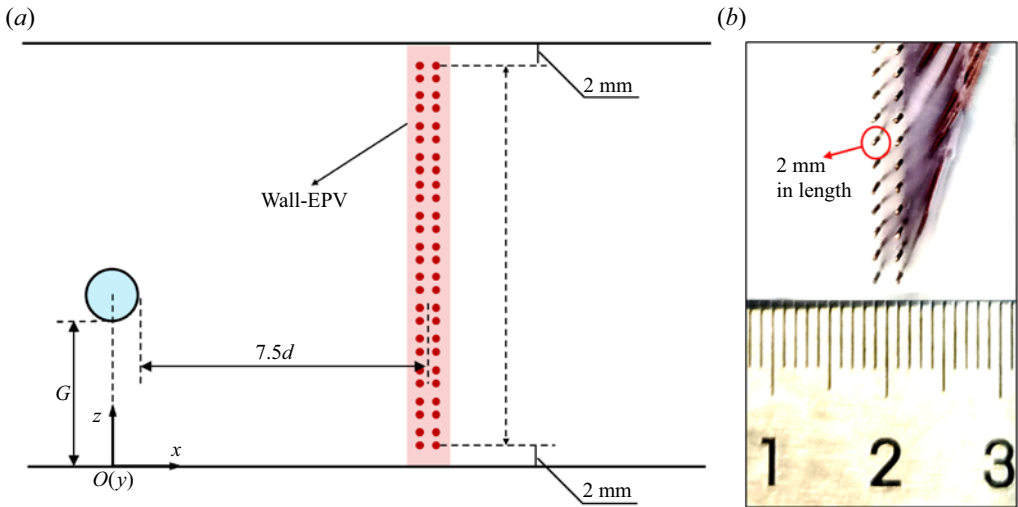 (a)
(b)
2 mm
Wall-EPV
2 mm
in length
7.5d
G
z
x
O(y)
2 mm
1 2 3